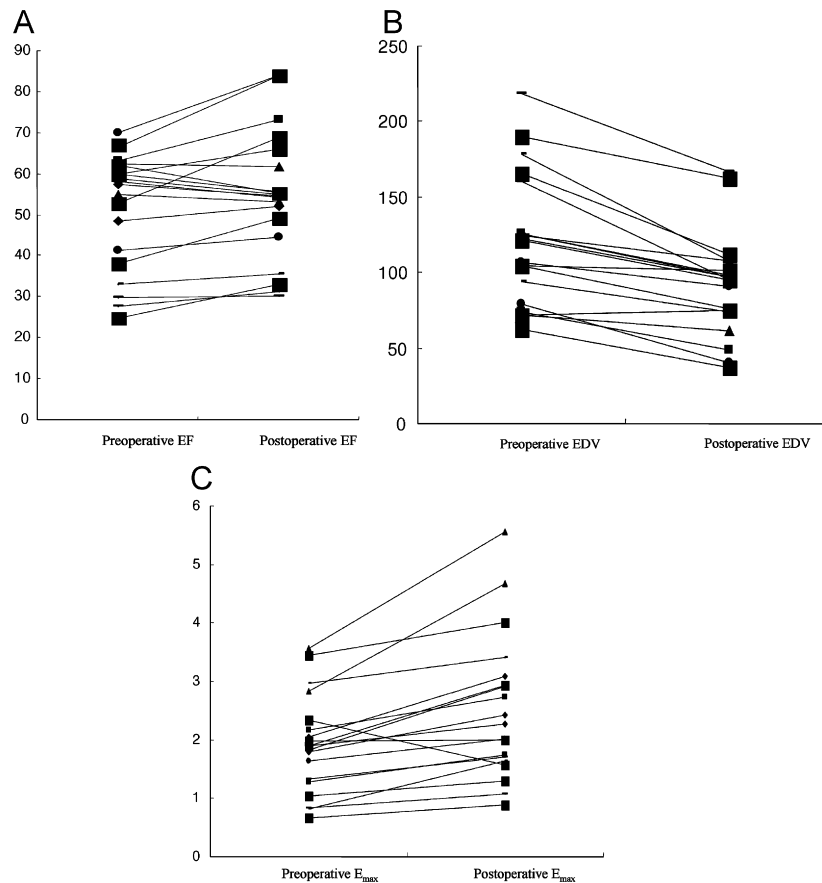 A
90
80
70
60
50
40
30
20
10
0
Preoperative EF
Postoperative EF
B
250
200
150
100
50
0
Preoperative EDV
Postoperative EDV
C
6
5
4
3
2
1
0
Preoperative Emax
Postoperative Emax